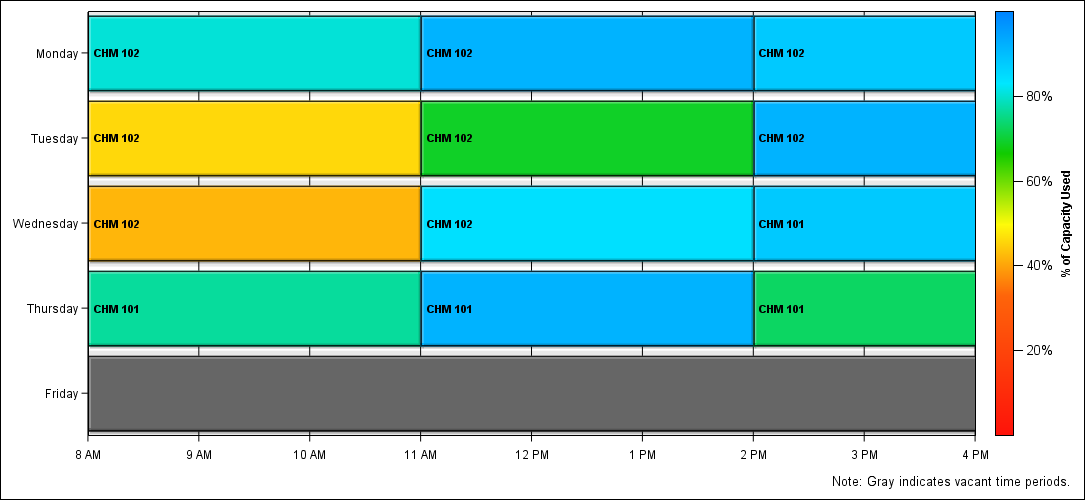 Monday
CHM 102 CHM 102 CHM 102
Tuesday
CHM 102 CHM 102 CHM 102
Wednesday
CHM 102 CHM 102 CHM 101
Thursday
CHM 101 CHM 101 CHM 101
Friday
8 AM 9 AM 10 AM 11 AM 12 PM 1 PM 2 PM 3 PM 4 PM
80%
60%
40%
20%
% of Capacity Used
Note: Gray indicates vacant time periods.